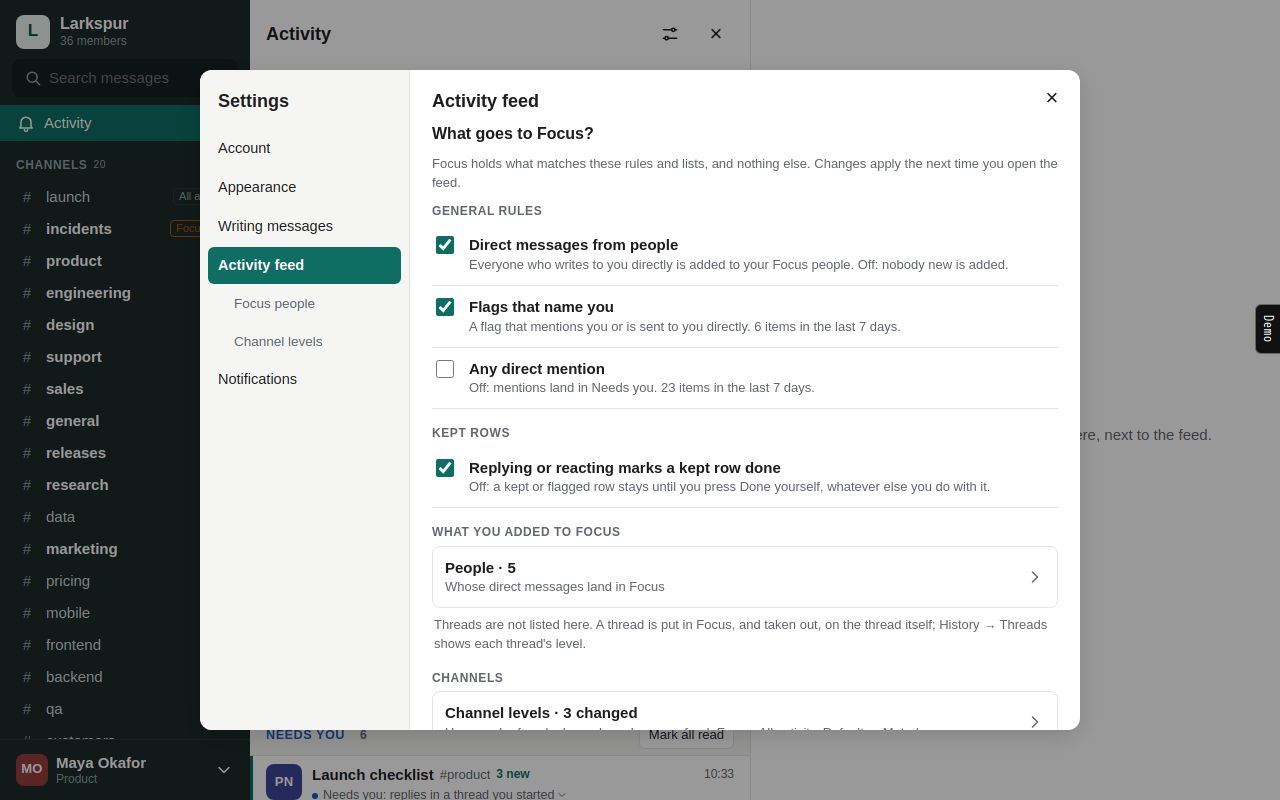 L
Larkspur
36 members
Search messages
Activity
CHANNELS 20
# launch
All a
# incidents
Focu
# product
# engineering
# design
# support
# sales
# general
# releases
# research
# data
# marketing
# pricing
# mobile
# frontend
# backend
# qa
MO
Maya Okafor
Product
Activity
Settings
Account
Appearance
Writing messages
Activity feed
Focus people
Channel levels
Notifications
Activity feed
What goes to Focus?
Focus holds what matches these rules and lists, and nothing else. Changes apply the next time you open the
feed.
GENERAL RULES
Direct messages from people
Everyone who writes to you directly is added to your Focus people. Off: nobody new is added.
Flags that name you
A flag that mentions you or is sent to you directly. 6 items in the last 7 days.
Any direct mention
Off: mentions land in Needs you. 23 items in the last 7 days.
KEPT ROWS
Replying or reacting marks a kept row done
Off: a kept or flagged row stays until you press Done yourself, whatever else you do with it.
WHAT YOU ADDED TO FOCUS
People · 5
Whose direct messages land in Focus
Threads are not listed here. A thread is put in Focus, and taken out, on the thread itself; History → Threads
shows each thread's level.
CHANNELS
Channel levels · 3 changed
NEEDS YOU 6
Mark all read
PN
Launch checklist #product 3 new
10:33
Needs you: replies in a thread you started
ere, next to the feed.
Demo